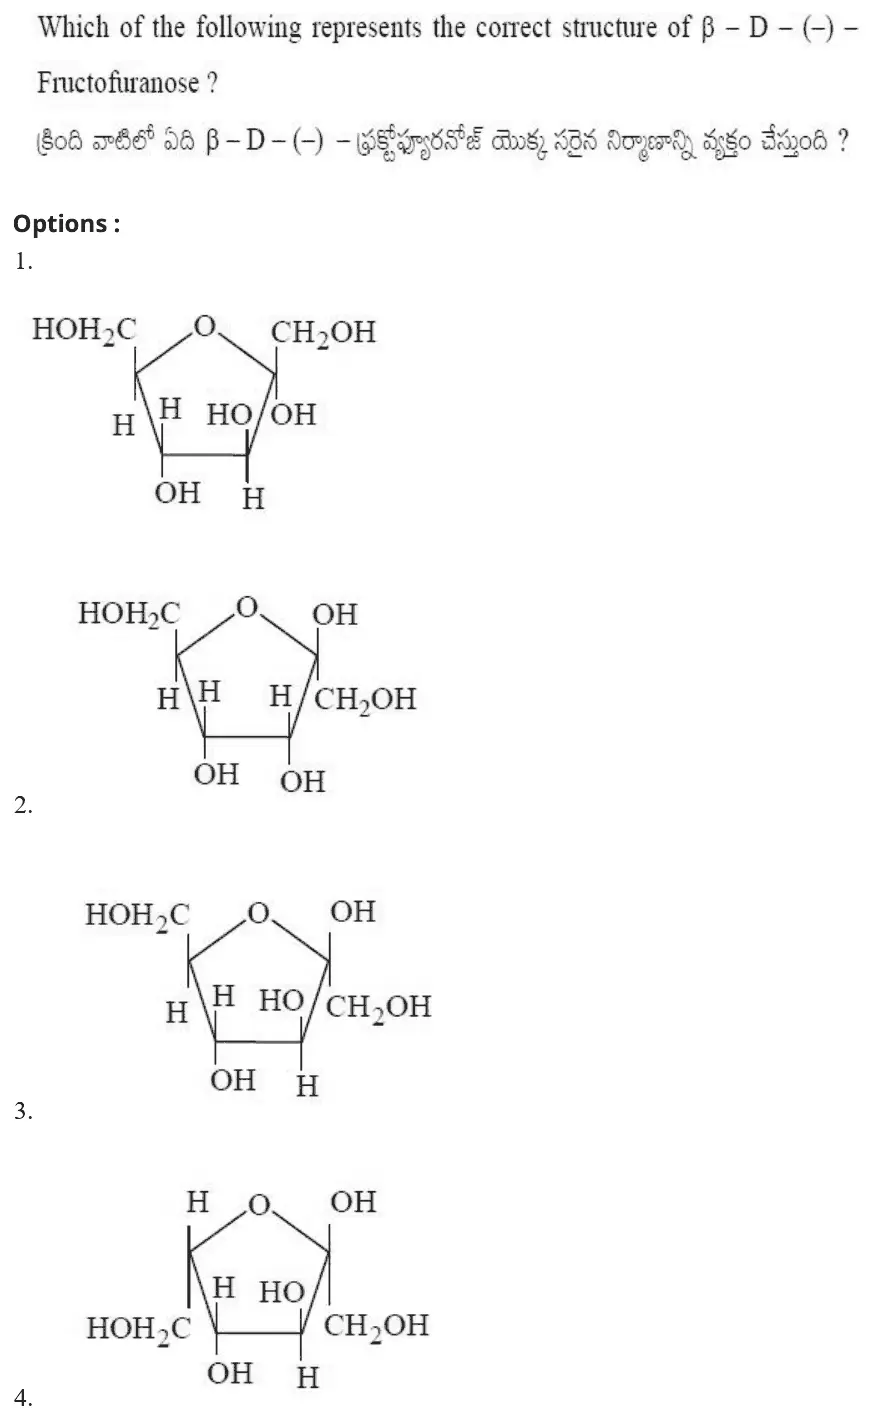 Which of the following represents the correct structure of β – D – (–) –
Fructofuranose ?
క్రింది వాటిలో ఏది β – D – (–) – ఫ్రక్టోఫ్యూరనోజ్ యొక్క సరైన నిర్మాణాన్ని వ్యక్తం చేస్తుంది ?
Options :
1.
HOH₂C O CH₂OH
H H HO OH
OH H
HOH₂C O OH
H H H CH₂OH
OH OH
2.
HOH₂C O OH
H H HO CH₂OH
OH H
3.
H O OH
H HO
HOH₂C CH₂OH
OH H
4.